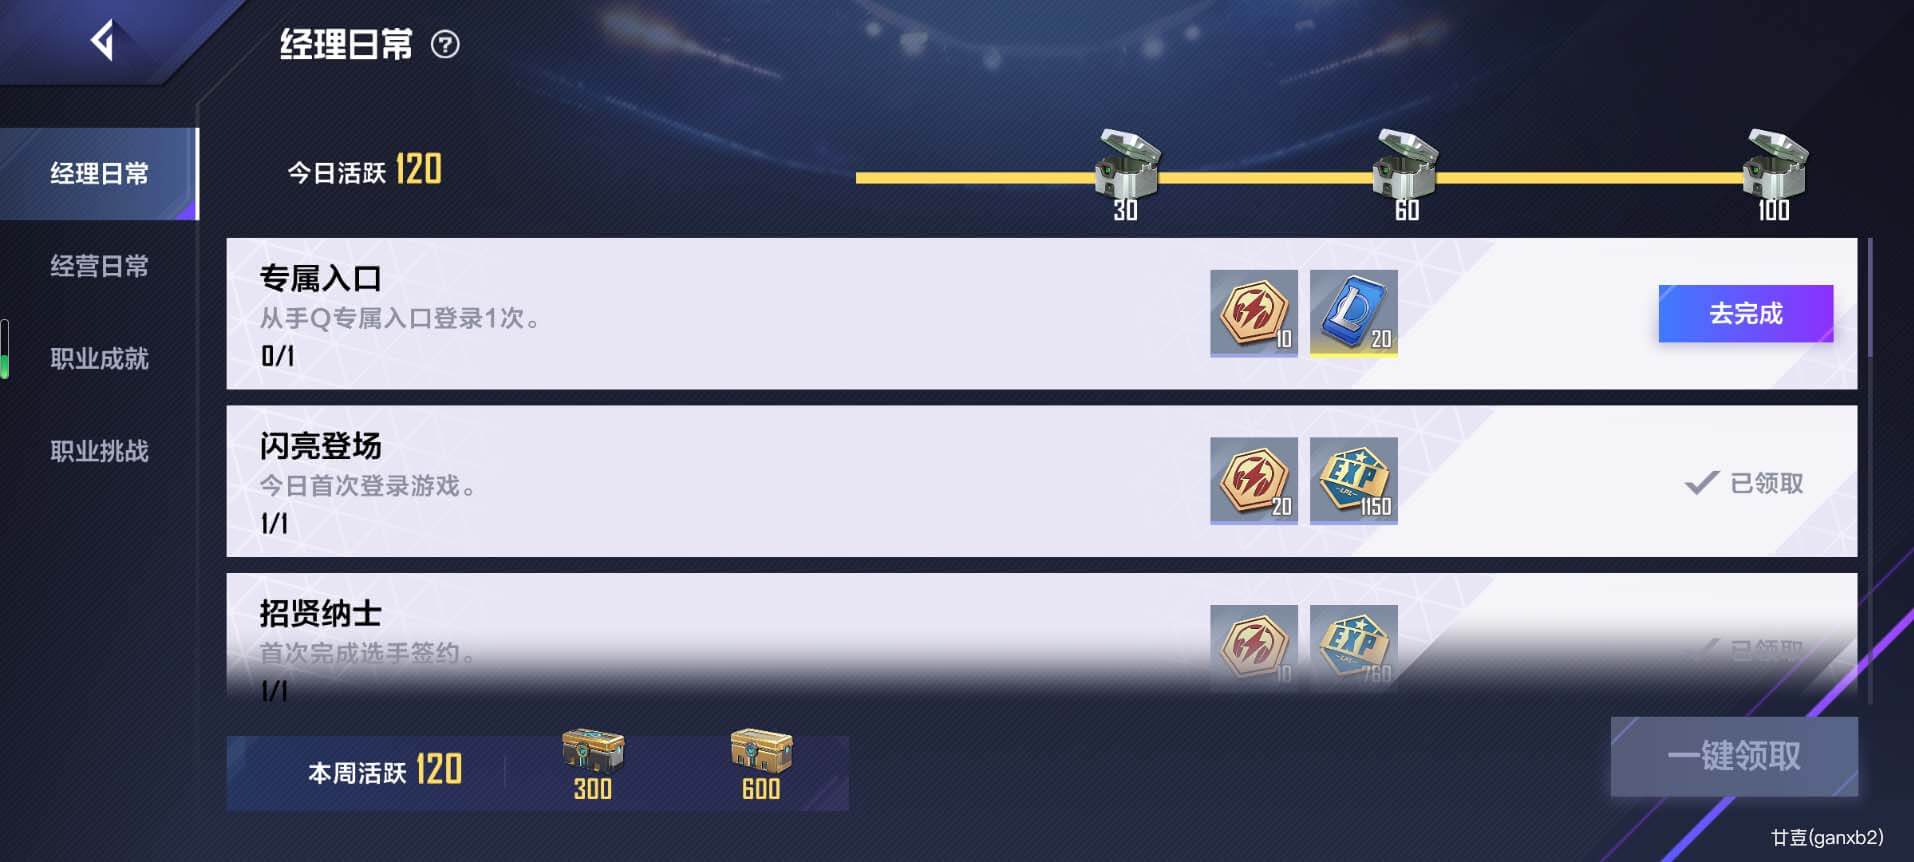 经理日常 ?
经理日常
经营日常
职业成就
职业挑战
今日活跃 120
30
60
100
专属入口
从手Q专属入口登录1次。
0/1
10
20
去完成
闪亮登场
今日首次登录游戏。
1/1
20
EXP
-LPL-
1150
已领取
招贤纳士
首次完成选手签约。
1/1
10
EXP
-LPL-
760
已领取
本周活跃 120
300
600
一键领取
廿壴(ganxb2)